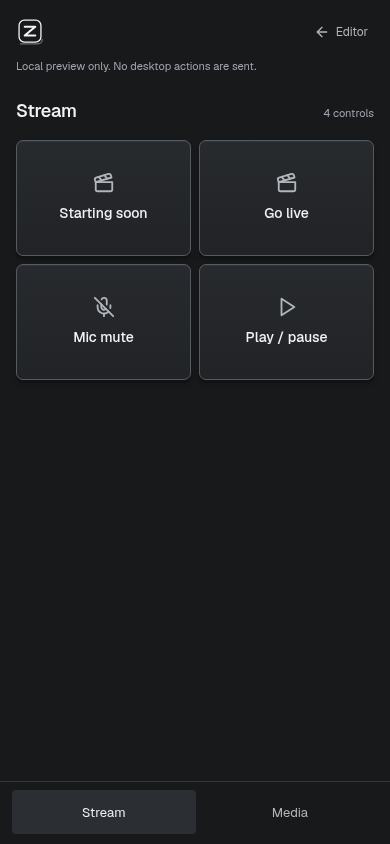 Z
Editor
Local preview only. No desktop actions are sent.
Stream
4 controls
Starting soon
Go live
Mic mute
Play / pause
Stream
Media